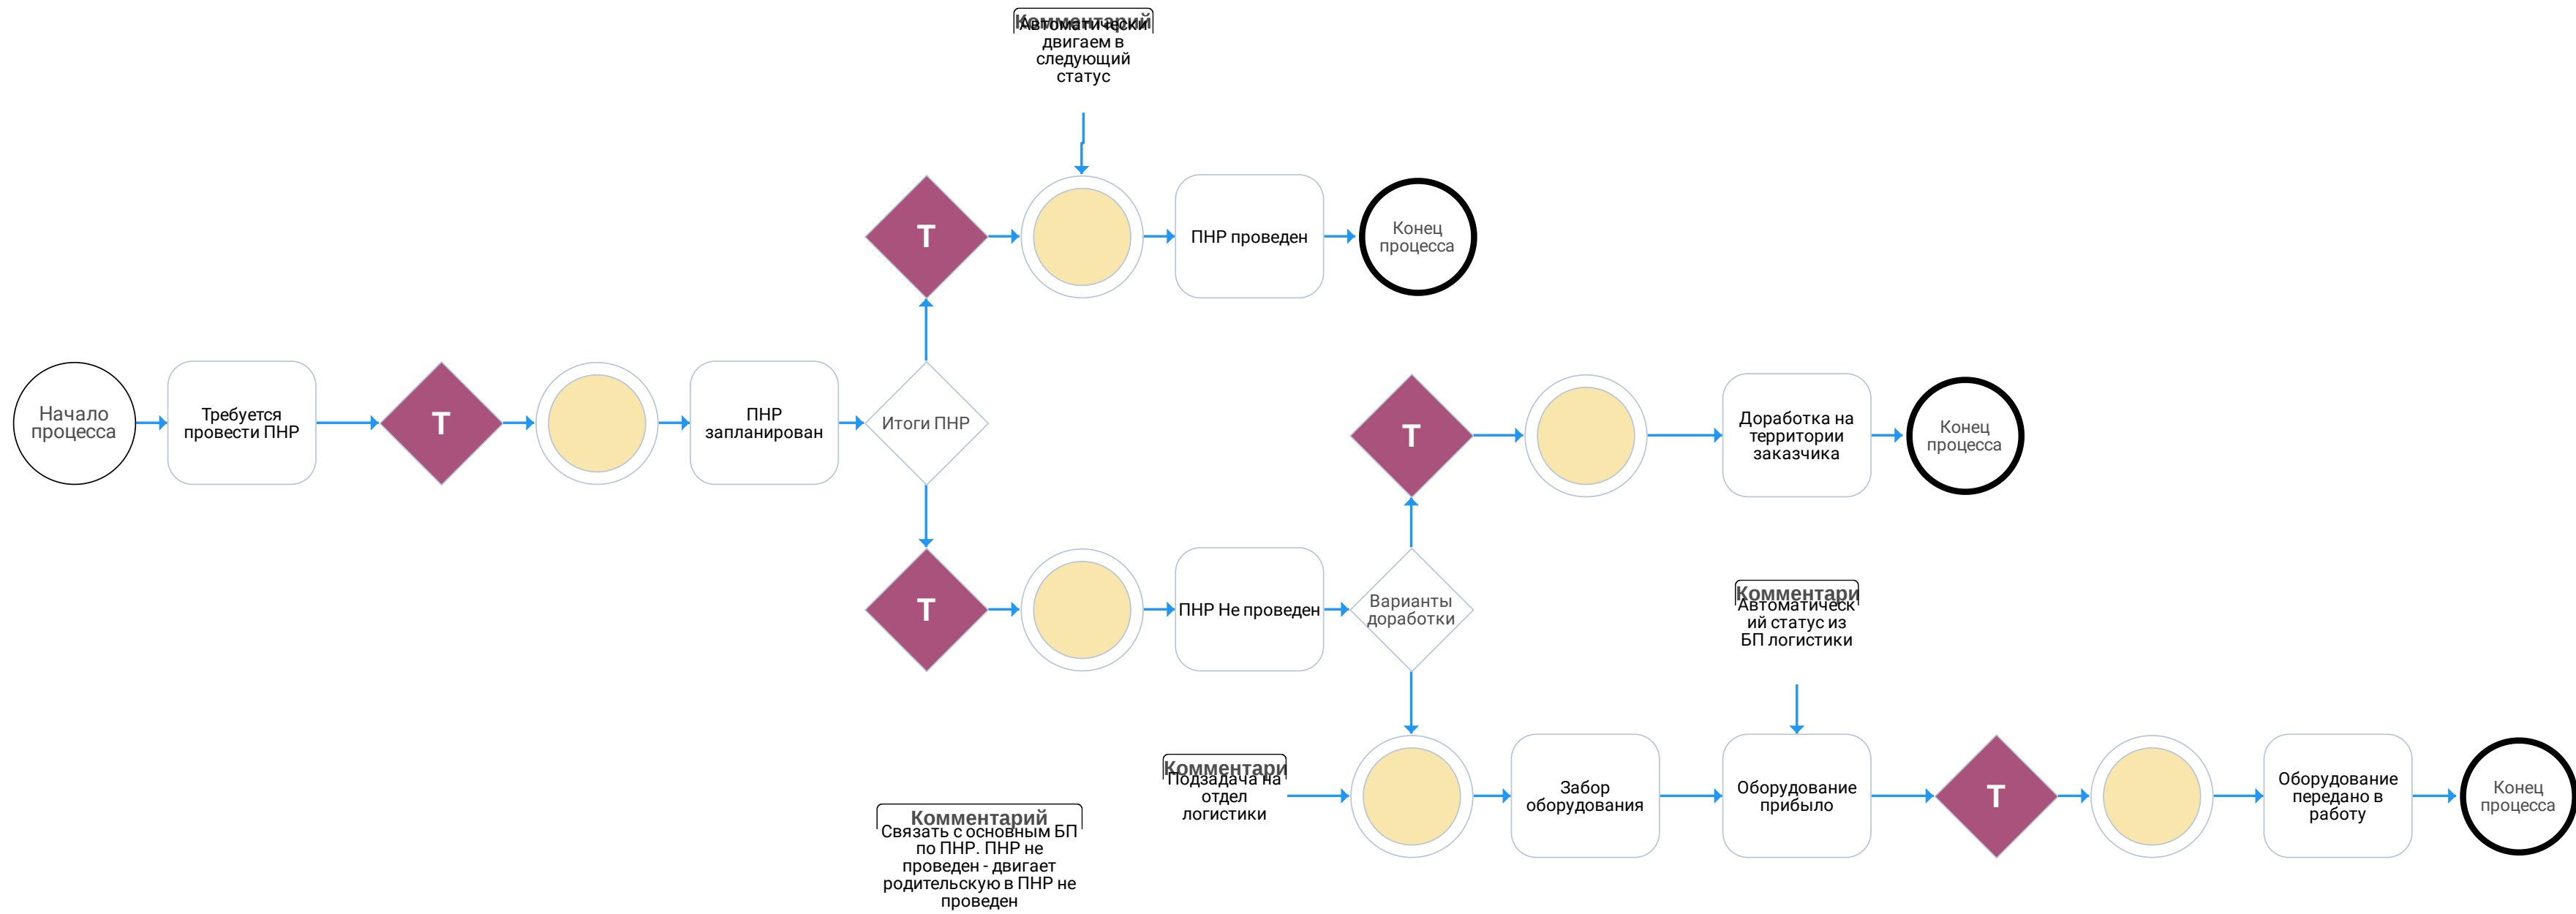 Комментарий
Автоматически
двигаем в
следующий
статус
Т
ПНР проведен
Конец
процесса
Начало
процесса
Требуется
провести ПНР
Т
ПНР
запланирован
Итоги ПНР
Т
Доработка на
территории
заказчика
Конец
процесса
Т
ПНР Не проведен
Варианты
доработки
Комментари
Автоматическ
ий статус из
БП логистики
Комментари
Подзадача на
отдел
логистики
Забор
оборудования
Оборудование
прибыло
Т
Оборудование
передано в
работу
Конец
процесса
Комментарий
Связать с основным БП
по ПНР. ПНР не
проведен - двигает
родительскую в ПНР не
проведен